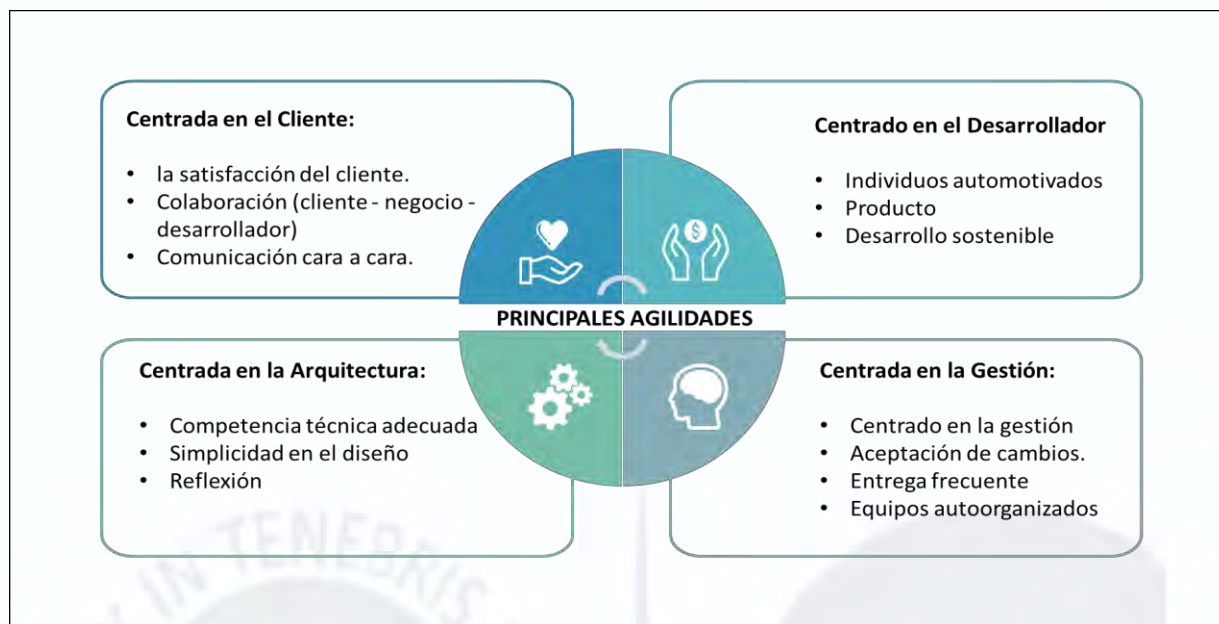 Centrada en el Cliente:
• la satisfacción del cliente.
• Colaboración (cliente - negocio -
desarrollador)
• Comunicación cara a cara.
Centrado en el Desarrollador
• Individuos automotivados
• Producto
• Desarrollo sostenible
$
PRINCIPALES AGILIDADES
Centrada en la Arquitectura:
• Competencia técnica adecuada
• Simplicidad en el diseño
• Reflexión
Centrada en la Gestión:
• Centrado en la gestión
• Aceptación de cambios.
• Entrega frecuente
• Equipos autoorganizados
IN TENEBRIS